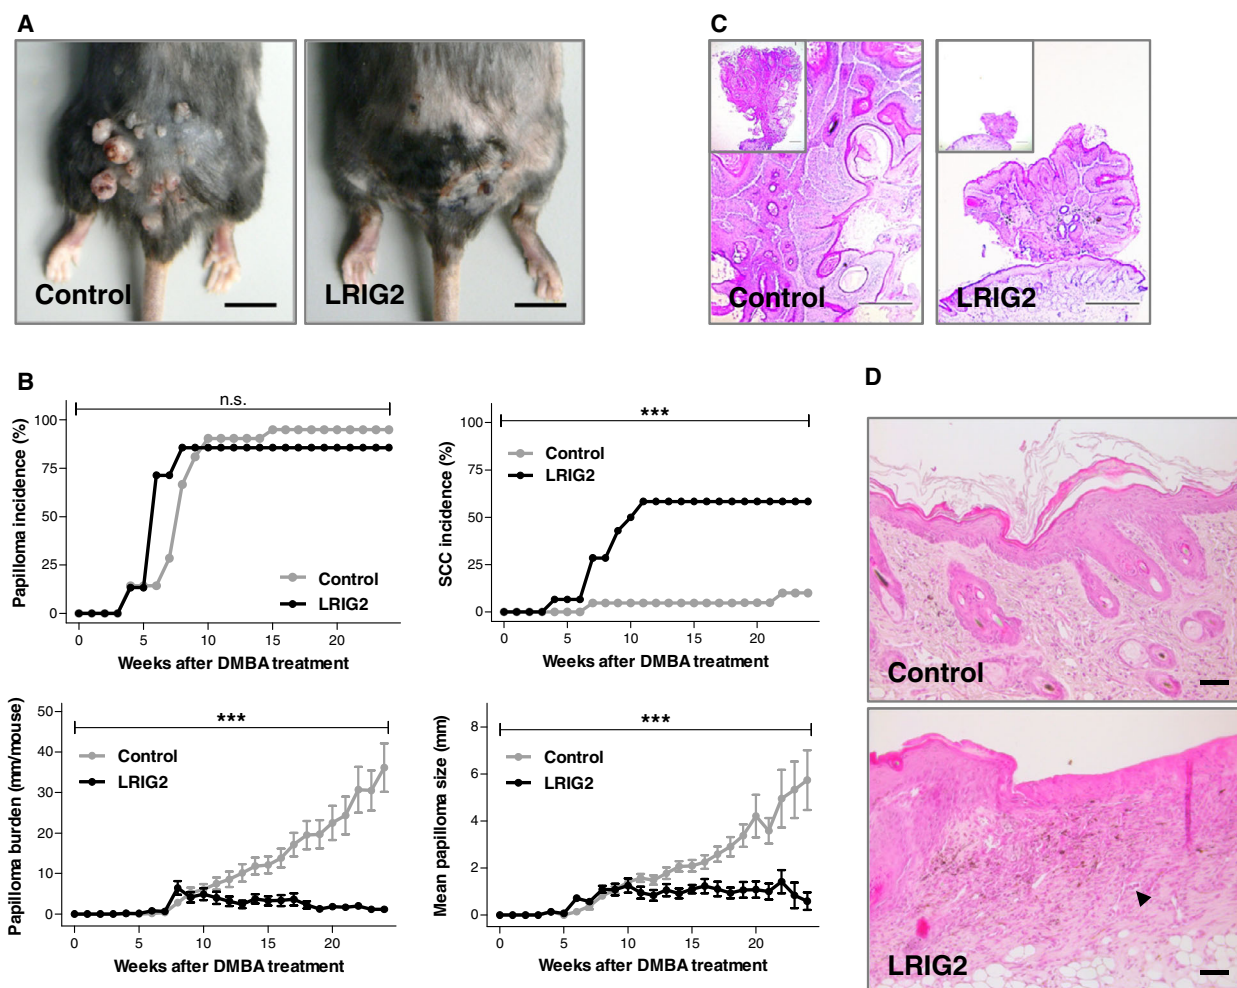 A
Control
LRIG2
C
Control
LRIG2
B
n.s.
Papilloma incidence (%)
100
75
50
25
0
Control
LRIG2
0 5 10 15 20
Weeks after DMBA treatment
***
SCC incidence (%)
100
75
50
25
0
Control
LRIG2
0 5 10 15 20
Weeks after DMBA treatment
***
Papilloma burden (mm/mouse)
50
40
30
20
10
0
Control
LRIG2
0 5 10 15 20
Weeks after DMBA treatment
***
Mean papilloma size (mm)
8
6
4
2
0
Control
LRIG2
0 5 10 15 20
Weeks after DMBA treatment
D
Control
LRIG2